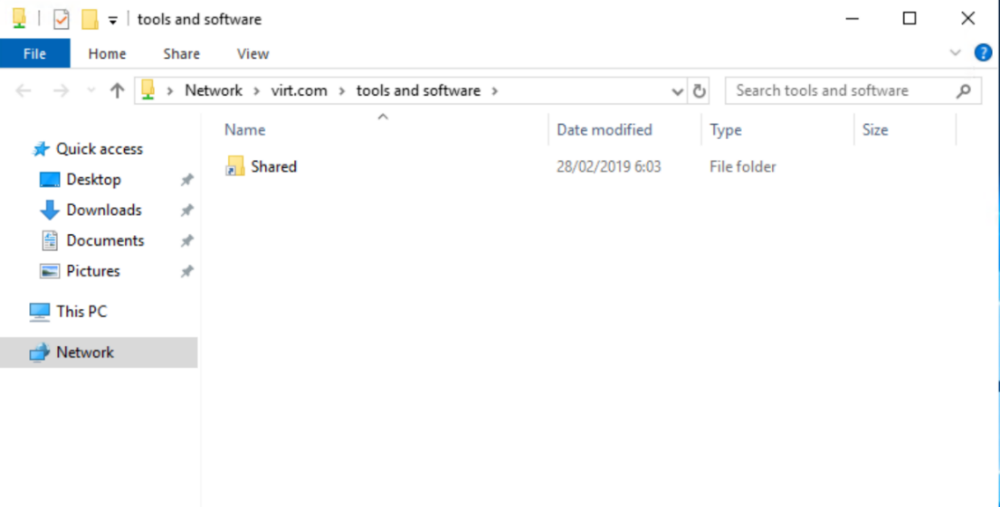 tools and software
File Home Share View
Network virt.com tools and software
Search tools and software
Name Date modified Type Size
Quick access
Desktop
Downloads
Documents
Pictures
This PC
Network
Shared 28/02/2019 6:03 File folder